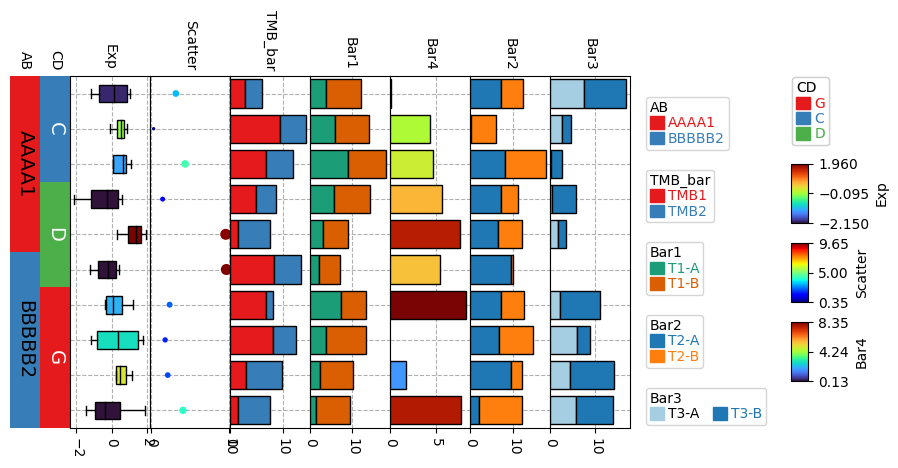 AB
CD
Exp
Scatter
TMB_bar
Bar1
Bar4
Bar2
Bar3
AAAA1
BBBBB2
C
D
G
−2
0
2
0
10
0
10
0
10
0
5
0
10
0
10
AB
AAAA1
BBBBB2
TMB_bar
TMB1
TMB2
Bar1
T1-A
T1-B
Bar2
T2-A
T2-B
Bar3
T3-A T3-B
CD
G
C
D
1.960
-0.095
-2.150
Exp
9.65
5.00
0.35
Scatter
8.35
4.24
0.13
Bar4